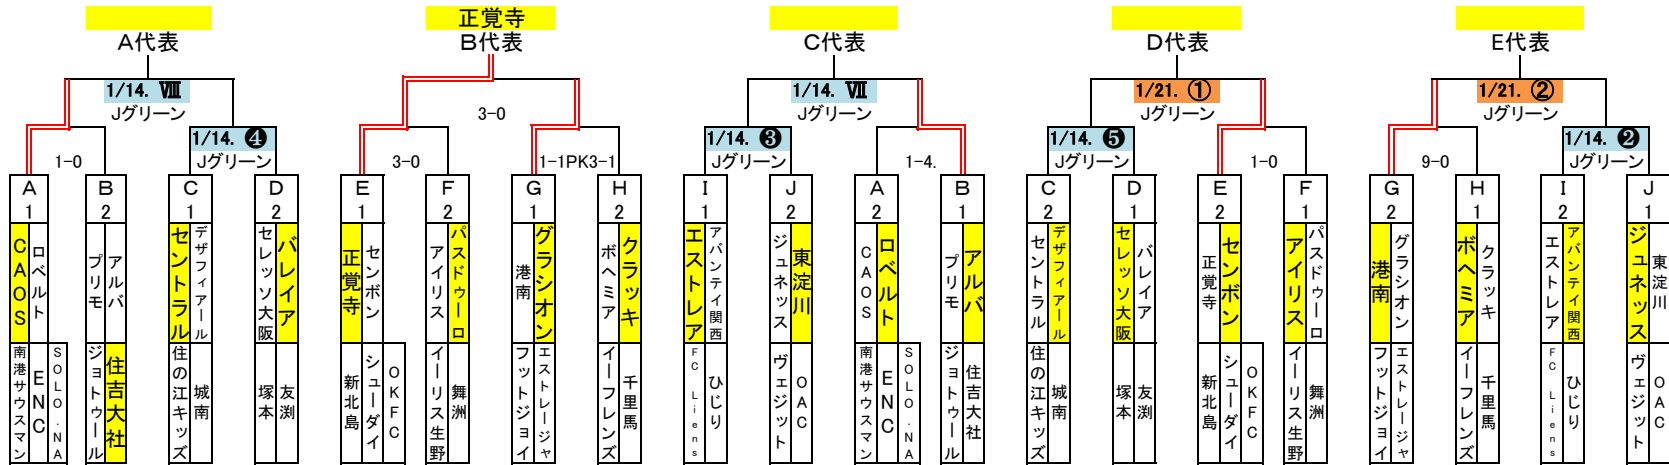 正覚寺
A代表
B代表
C代表
D代表
E代表
1/14. Ⅷ
Jグリーン
3-0
1/14. Ⅶ
Jグリーン
1/21. ①
Jグリーン
1/21. ②
Jグリーン
1-0
1/14. ❹
Jグリーン
3-0
1-1PK3-1
1/14. ❸
Jグリーン
1-4.
1/14. ❺
Jグリーン
1-0
9-0
1/14. ❷
Jグリーン
A B C D E F G H I J A B C D E F G H I J
1 2 1 2 1 2 1 2 1 2 2 1 2 1 2 1 2 1 2 1
CAOS
ロベルト
プリモ
アルバ
セントラル
デザフィアール
セレッソ大阪
バレイア
正覚寺
センボン
アイリス
パスドゥーロ
港南
グラシオン
ボヘミア
クラッキ
エストレア
アバンティ関西
ジュネッス
東淀川
CAOS
ロベルト
プリモ
アルバ
セントラル
デザフィアール
セレッソ大阪
バレイア
正覚寺
センボン
アイリス
パスドゥーロ
港南
グラシオン
ボヘミア
クラッキ
エストレア
アバンティ関西
ジュネッス
東淀川
南港サウスマン
ENC
SOLO.NA
ジョトゥール
住吉大社
住の江キッズ
城南
塚本
友渕
新北島
シューダイ
OKFC
イーリス生野
舞洲
フットジョイ
エストレージャ
イーフレンズ
千里馬
FC Liens
ひじり
ヴェジット
OAC
南港サウスマン
ENC
SOLO.NA
ジョトゥール
住吉大社
住の江キッズ
城南
塚本
友渕
新北島
シューダイ
OKFC
イーリス生野
舞洲
フットジョイ
エストレージャ
イーフレンズ
千里馬
FC Liens
ひじり
ヴェジット
OAC